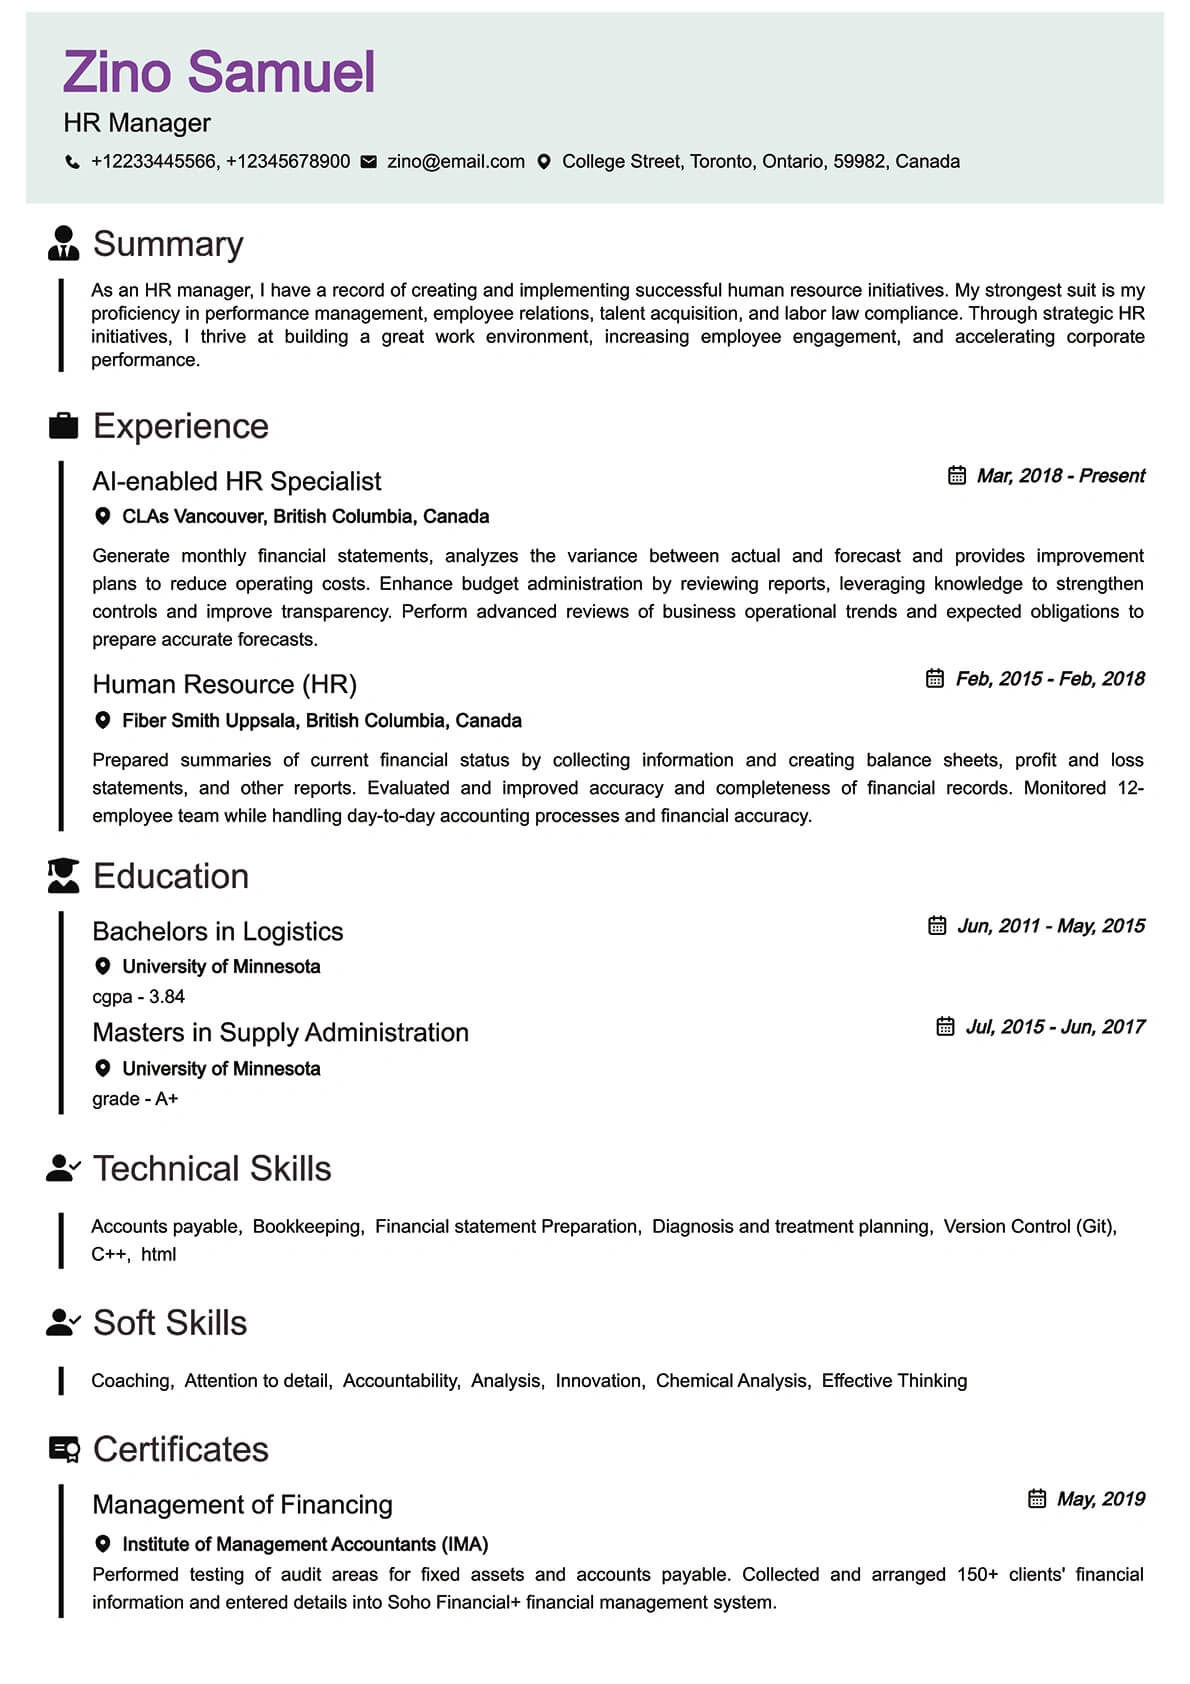 Zino Samuel
HR Manager
+12233445566, +12345678900 zino@email.com College Street, Toronto, Ontario, 59982, Canada
Summary
As an HR manager, I have a record of creating and implementing successful human resource initiatives. My strongest suit is my
proficiency in performance management, employee relations, talent acquisition, and labor law compliance. Through strategic HR
initiatives, I thrive at building a great work environment, increasing employee engagement, and accelerating corporate
performance.
Experience
AI-enabled HR Specialist Mar, 2018 - Present
CLAs Vancouver, British Columbia, Canada
Generate monthly financial statements, analyzes the variance between actual and forecast and provides improvement
plans to reduce operating costs. Enhance budget administration by reviewing reports, leveraging knowledge to strengthen
controls and improve transparency. Perform advanced reviews of business operational trends and expected obligations to
prepare accurate forecasts.
Human Resource (HR) Feb, 2015 - Feb, 2018
Fiber Smith Uppsala, British Columbia, Canada
Prepared summaries of current financial status by collecting information and creating balance sheets, profit and loss
statements, and other reports. Evaluated and improved accuracy and completeness of financial records. Monitored 12-
employee team while handling day-to-day accounting processes and financial accuracy.
Education
Bachelors in Logistics Jun, 2011 - May, 2015
University of Minnesota
cgpa - 3.84
Masters in Supply Administration Jul, 2015 - Jun, 2017
University of Minnesota
grade - A+
Technical Skills
Accounts payable, Bookkeeping, Financial statement Preparation, Diagnosis and treatment planning, Version Control (Git),
C++, html
Soft Skills
Coaching, Attention to detail, Accountability, Analysis, Innovation, Chemical Analysis, Effective Thinking
Certificates
Management of Financing May, 2019
Institute of Management Accountants (IMA)
Performed testing of audit areas for fixed assets and accounts payable. Collected and arranged 150+ clients' financial
information and entered details into Soho Financial+ financial management system.